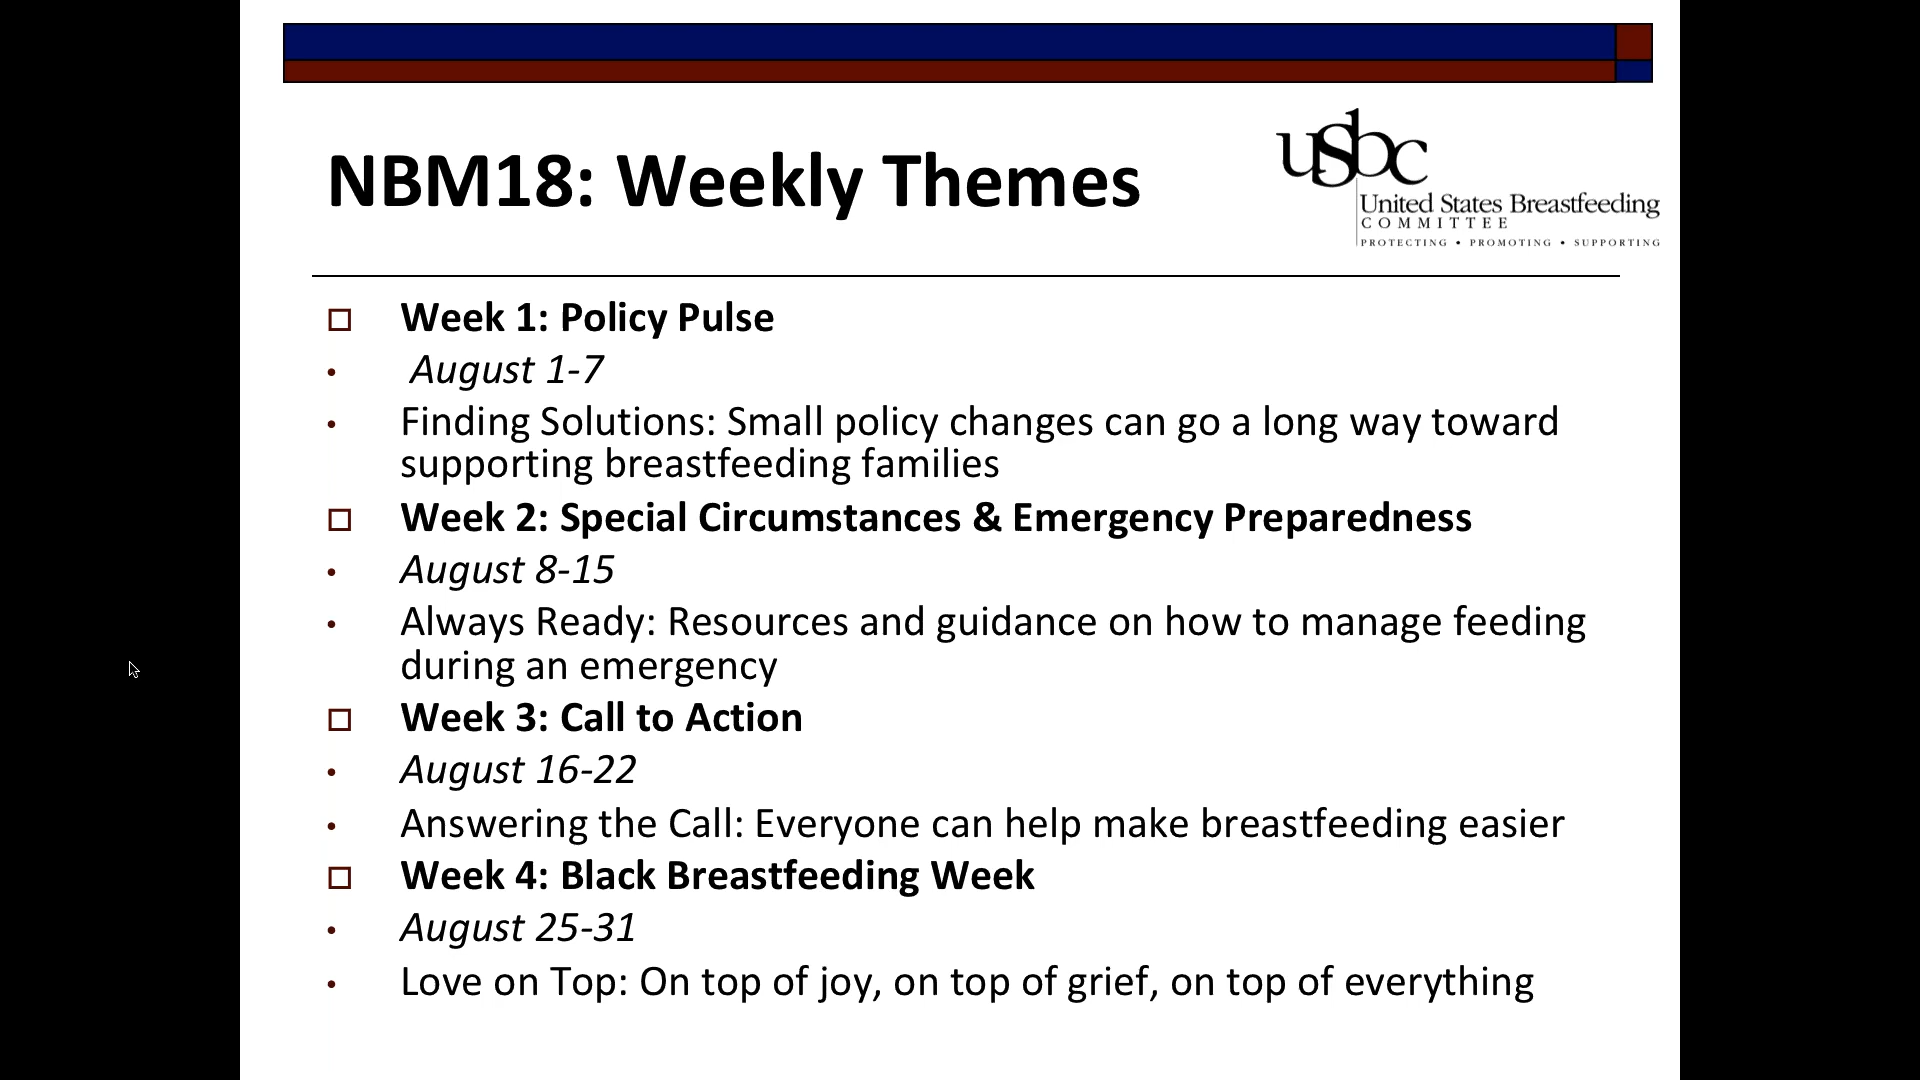 NBM18: Weekly Themes
usbc
United States Breastfeeding
COMMITTEE
PROTECTING • PROMOTING • SUPPORTING
Week 1: Policy Pulse
August 1-7
Finding Solutions: Small policy changes can go a long way toward
supporting breastfeeding families
Week 2: Special Circumstances & Emergency Preparedness
August 8-15
Always Ready: Resources and guidance on how to manage feeding
during an emergency
Week 3: Call to Action
August 16-22
Answering the Call: Everyone can help make breastfeeding easier
Week 4: Black Breastfeeding Week
August 25-31
Love on Top: On top of joy, on top of grief, on top of everything